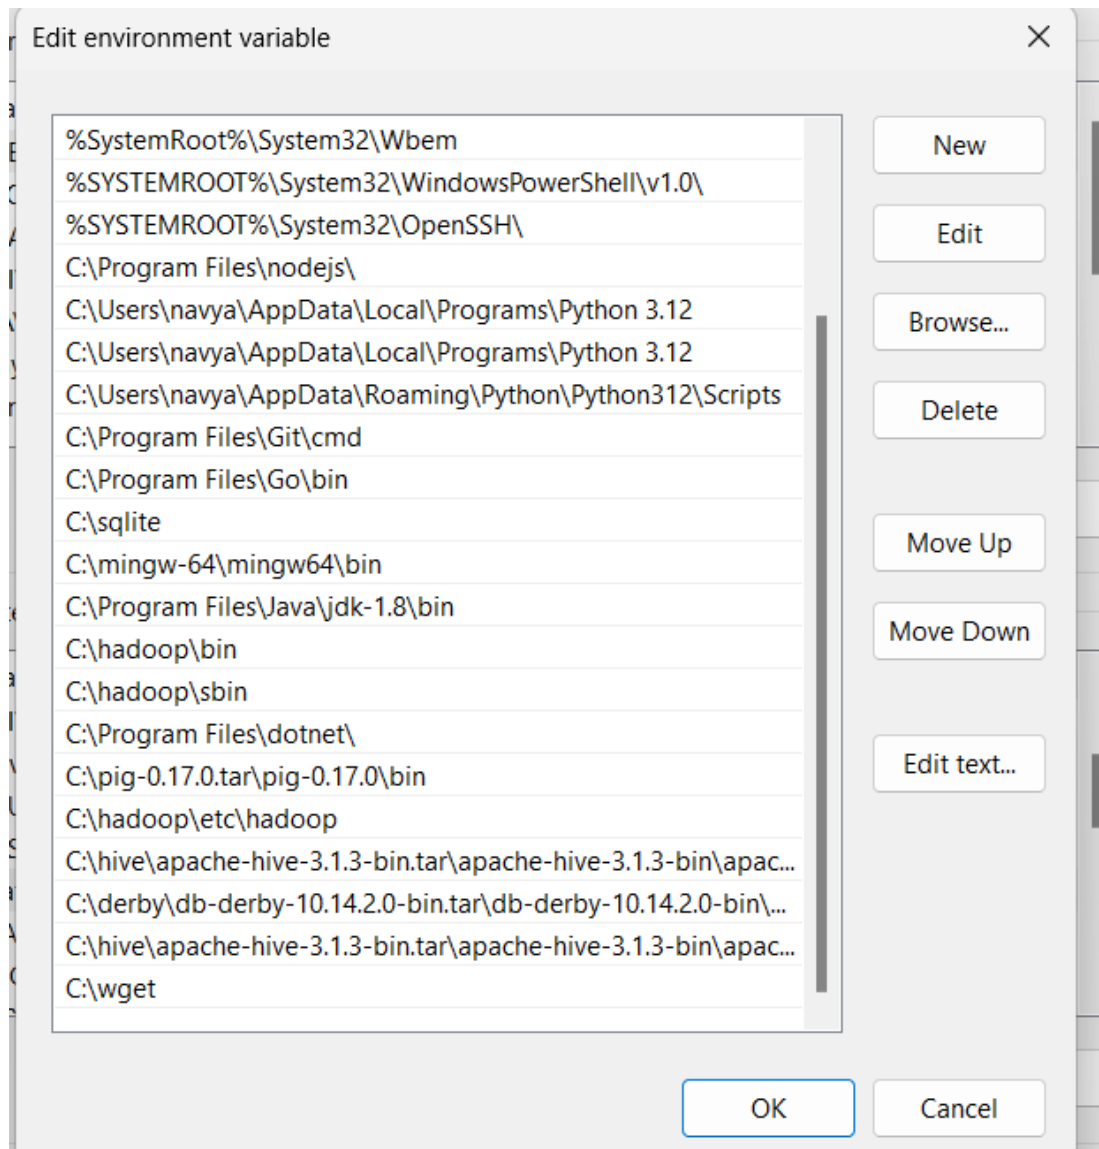 Edit environment variable
%SystemRoot%\System32\Wbem
%SYSTEMROOT%\System32\WindowsPowerShell\v1.0\
%SYSTEMROOT%\System32\OpenSSH\
C:\Program Files\nodejs\
C:\Users\navya\AppData\Local\Programs\Python 3.12
C:\Users\navya\AppData\Local\Programs\Python 3.12
C:\Users\navya\AppData\Roaming\Python\Python312\Scripts
C:\Program Files\Git\cmd
C:\Program Files\Go\bin
C:\sqlite
C:\mingw-64\mingw64\bin
C:\Program Files\Java\jdk-1.8\bin
C:\hadoop\bin
C:\hadoop\sbin
C:\Program Files\dotnet\
C:\pig-0.17.0.tar\pig-0.17.0\bin
C:\hadoop\etc\hadoop
C:\hive\apache-hive-3.1.3-bin.tar\apache-hive-3.1.3-bin\apac...
C:\derby\db-derby-10.14.2.0-bin.tar\db-derby-10.14.2.0-bin\...
C:\hive\apache-hive-3.1.3-bin.tar\apache-hive-3.1.3-bin\apac...
C:\wget
New
Edit
Browse...
Delete
Move Up
Move Down
Edit text...
OK
Cancel